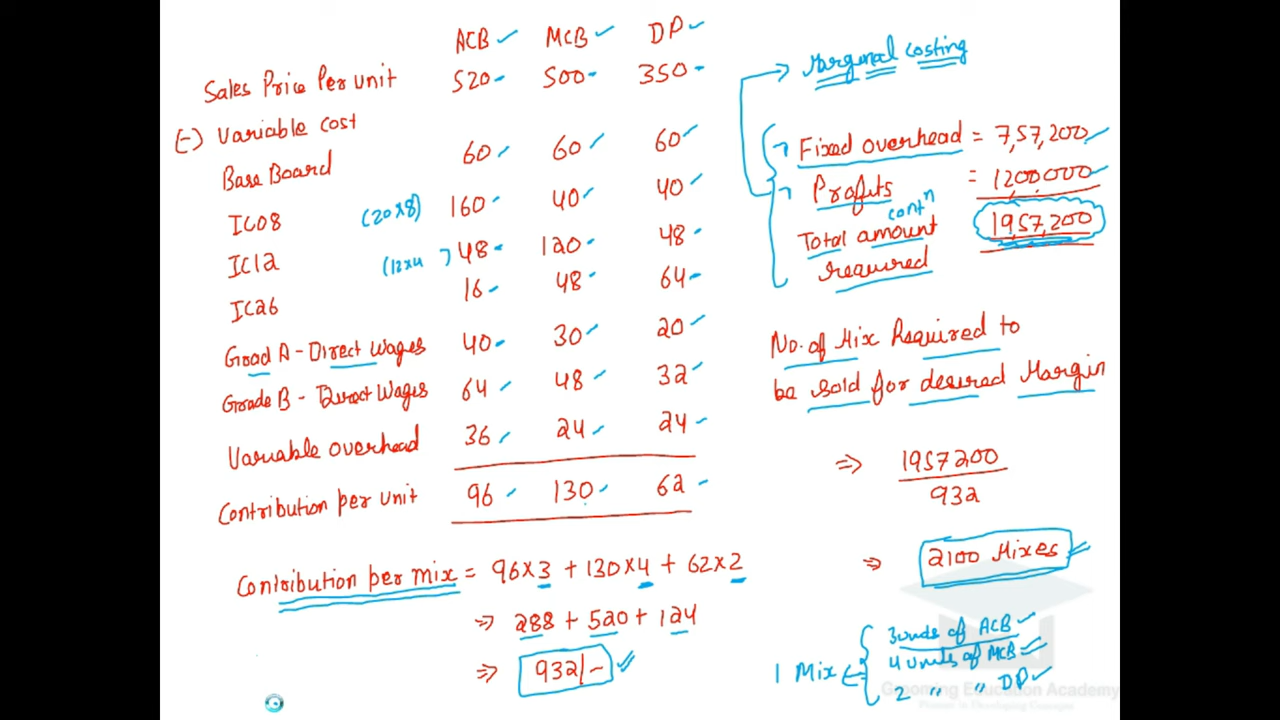 ACB MCB DP
Sales Price Per unit 520 500 350
(-) Variable cost
Base Board 60 60 60
IC08 (20x8) 160 40 40
IC12 (12x4) 48 120 48
IC26 16 48 64
Good A - Direct Wages 40 30 20
Grade B - Direct Wages 64 48 32
Variable overhead 36 24 24
Contribution per unit 96 130 62
Contribution per mix = 96x3 + 130x4 + 62x2
⇒ 288 + 520 + 124
⇒ 932/-
→ Marginal costing
Fixed overhead = 7,57,200
Profits = 1200000
Total amount contn 19,57,200
required
No. of Mix Required to
be Sold for desired Margin
⇒ 1957200
932
⇒ 2100 Mixes
1 Mix
3 units of ACB
4 units of MCB
2 " " DP
Grooming Education Academy